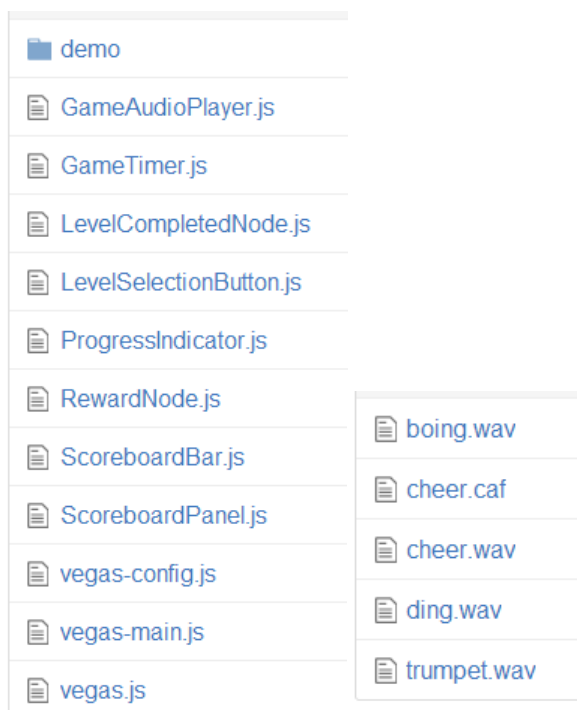 demo
GameAudioPlayer.js
GameTimer.js
LevelCompletedNode.js
LevelSelectionButton.js
ProgressIndicator.js
RewardNode.js
ScoreboardBar.js
ScoreboardPanel.js
vegas-config.js
vegas-main.js
vegas.js
boing.wav
cheer.caf
cheer.wav
ding.wav
trumpet.wav